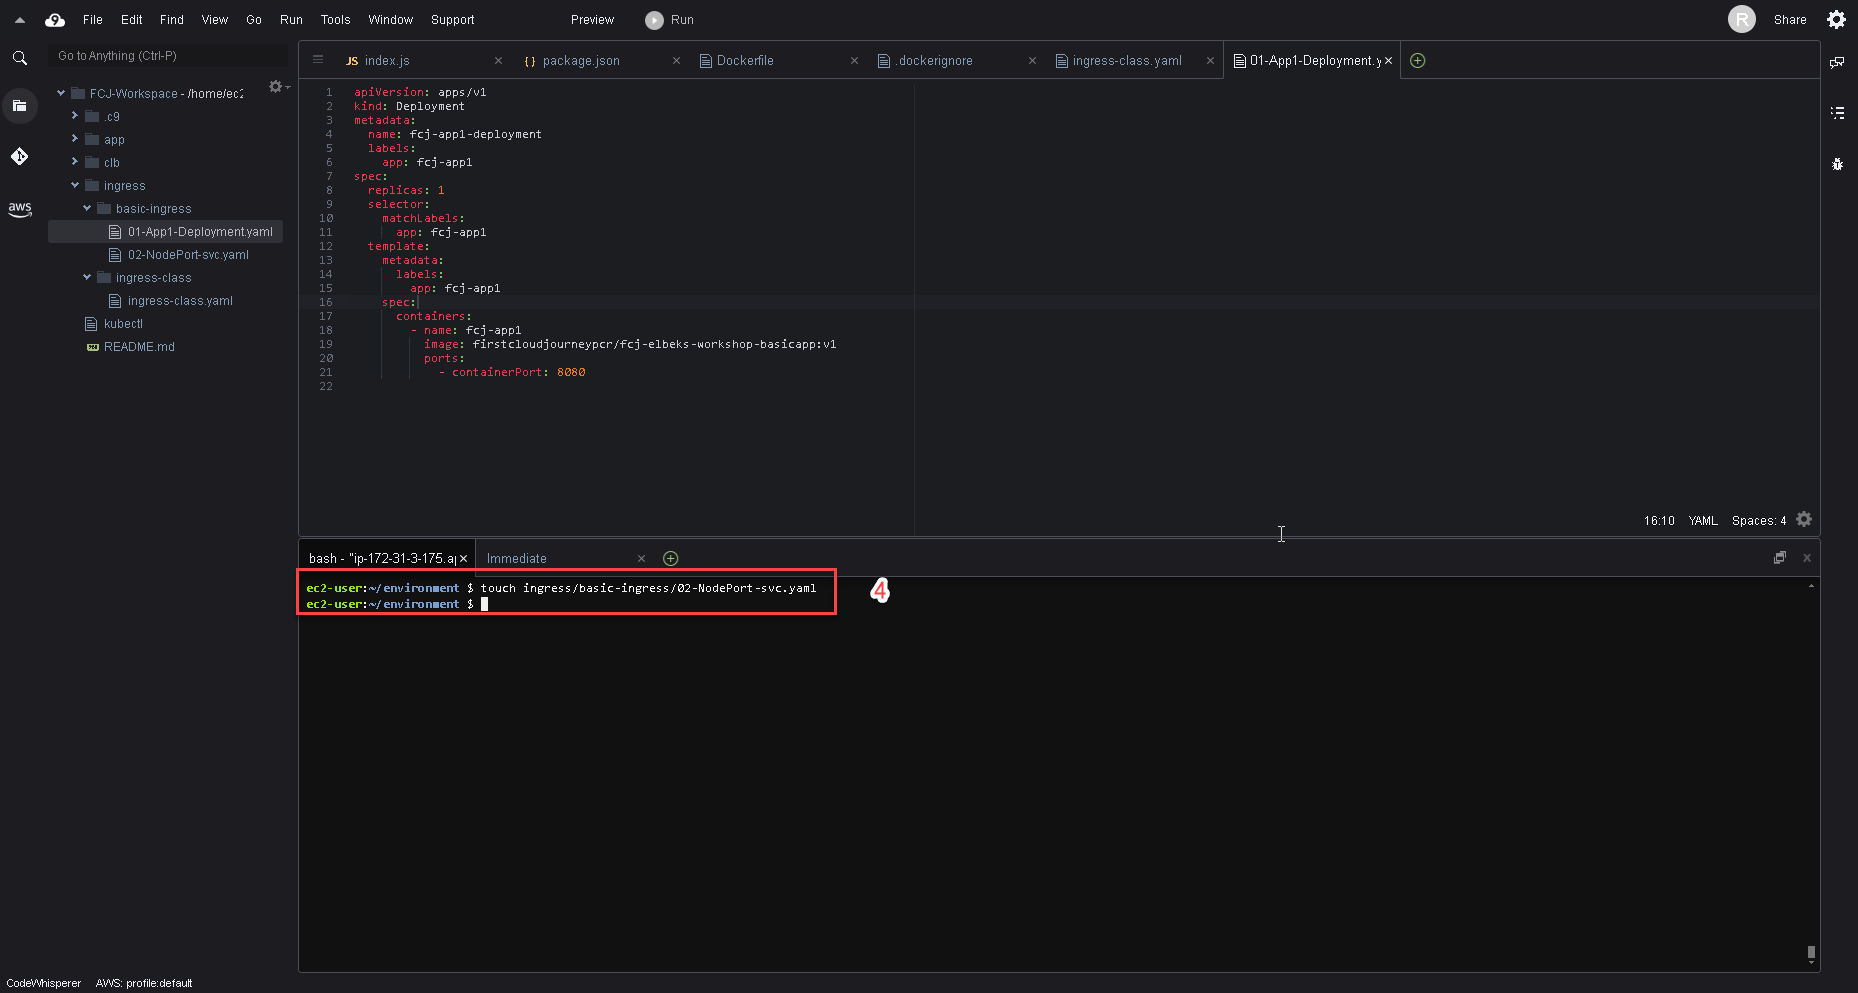 File Edit Find View Go Run Tools Window Support Preview Run R Share
Go to Anything (Ctrl-P)
JS index.js
{ } package.json
Dockerfile
.dockerignore
ingress-class.yaml
01-App1-Deployment.y
FCJ-Workspace - /home/ec2
.c9
app
clb
ingress
basic-ingress
01-App1-Deployment.yaml
02-NodePort-svc.yaml
ingress-class
ingress-class.yaml
kubectl
README.md
aws
1 apiVersion: apps/v1
2 kind: Deployment
3 metadata:
4 name: fcj-app1-deployment
5 labels:
6 app: fcj-app1
7 spec:
8 replicas: 1
9 selector:
10 matchLabels:
11 app: fcj-app1
12 template:
13 metadata:
14 labels:
15 app: fcj-app1
16 spec:
17 containers:
18 - name: fcj-app1
19 image: firstcloudjourneypcr/fcj-elbeks-workshop-basicapp:v1
20 ports:
21 - containerPort: 8080
22
16:10 YAML Spaces: 4
bash - "ip-172-31-3-175.ap
Immediate
ec2-user:~/environment $ touch ingress/basic-ingress/02-NodePort-svc.yaml
ec2-user:~/environment $
4
CodeWhisperer AWS: profile:default